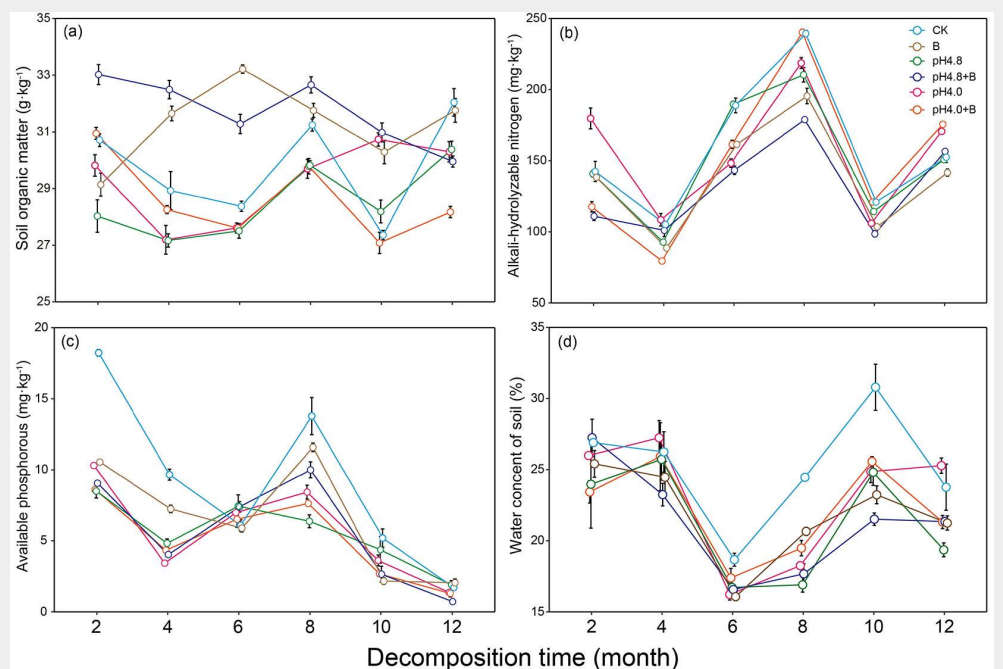 (a)
Soil organic matter (g·kg⁻¹)
35
33
31
29
27
25
(b)
Alkali-hydrolyzable nitrogen (mg·kg⁻¹)
250
200
150
100
50
CK
B
pH4.8
pH4.8+B
pH4.0
pH4.0+B
(c)
Available phosphorous (mg·kg⁻¹)
20
15
10
5
0
2 4 6 8 10 12
(d)
Water concent of soil (%)
35
30
25
20
15
2 4 6 8 10 12
Decomposition time (month)